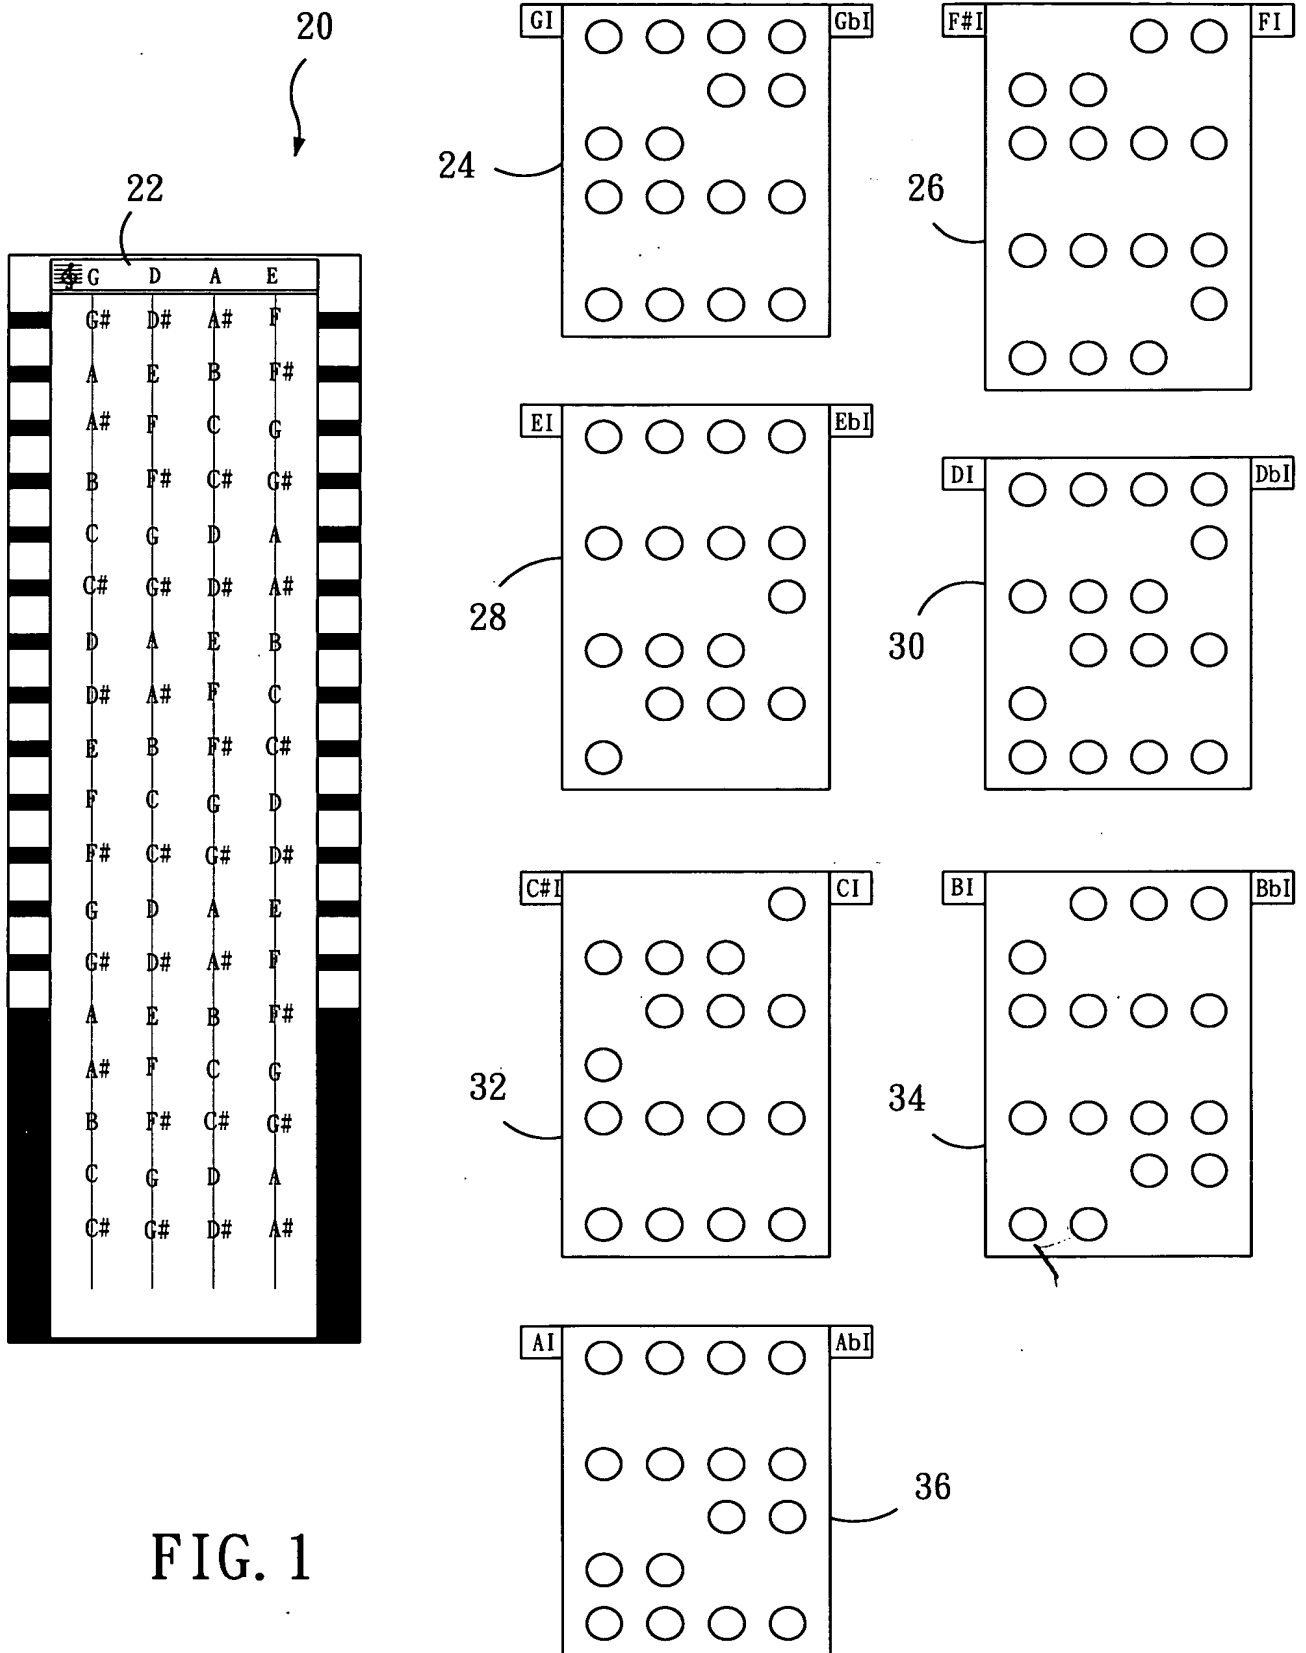 20
22
G D A E
G# D# A# F
A E B F#
A# F C G
B F# C# G#
C G D A
C# G# D# A#
D A E B
D# A# F C
E B F# C#
F C G D
F# C# G# D#
G D A E
G# D# A# F
A E B F#
A# F C G
B F# C# G#
C G D A
C# G# D# A#
GI GbI
24
F#I FI
26
EI EbI
28
DI DbI
30
C#I CI
32
BI BbI
34
AI AbI
36
FIG. 1